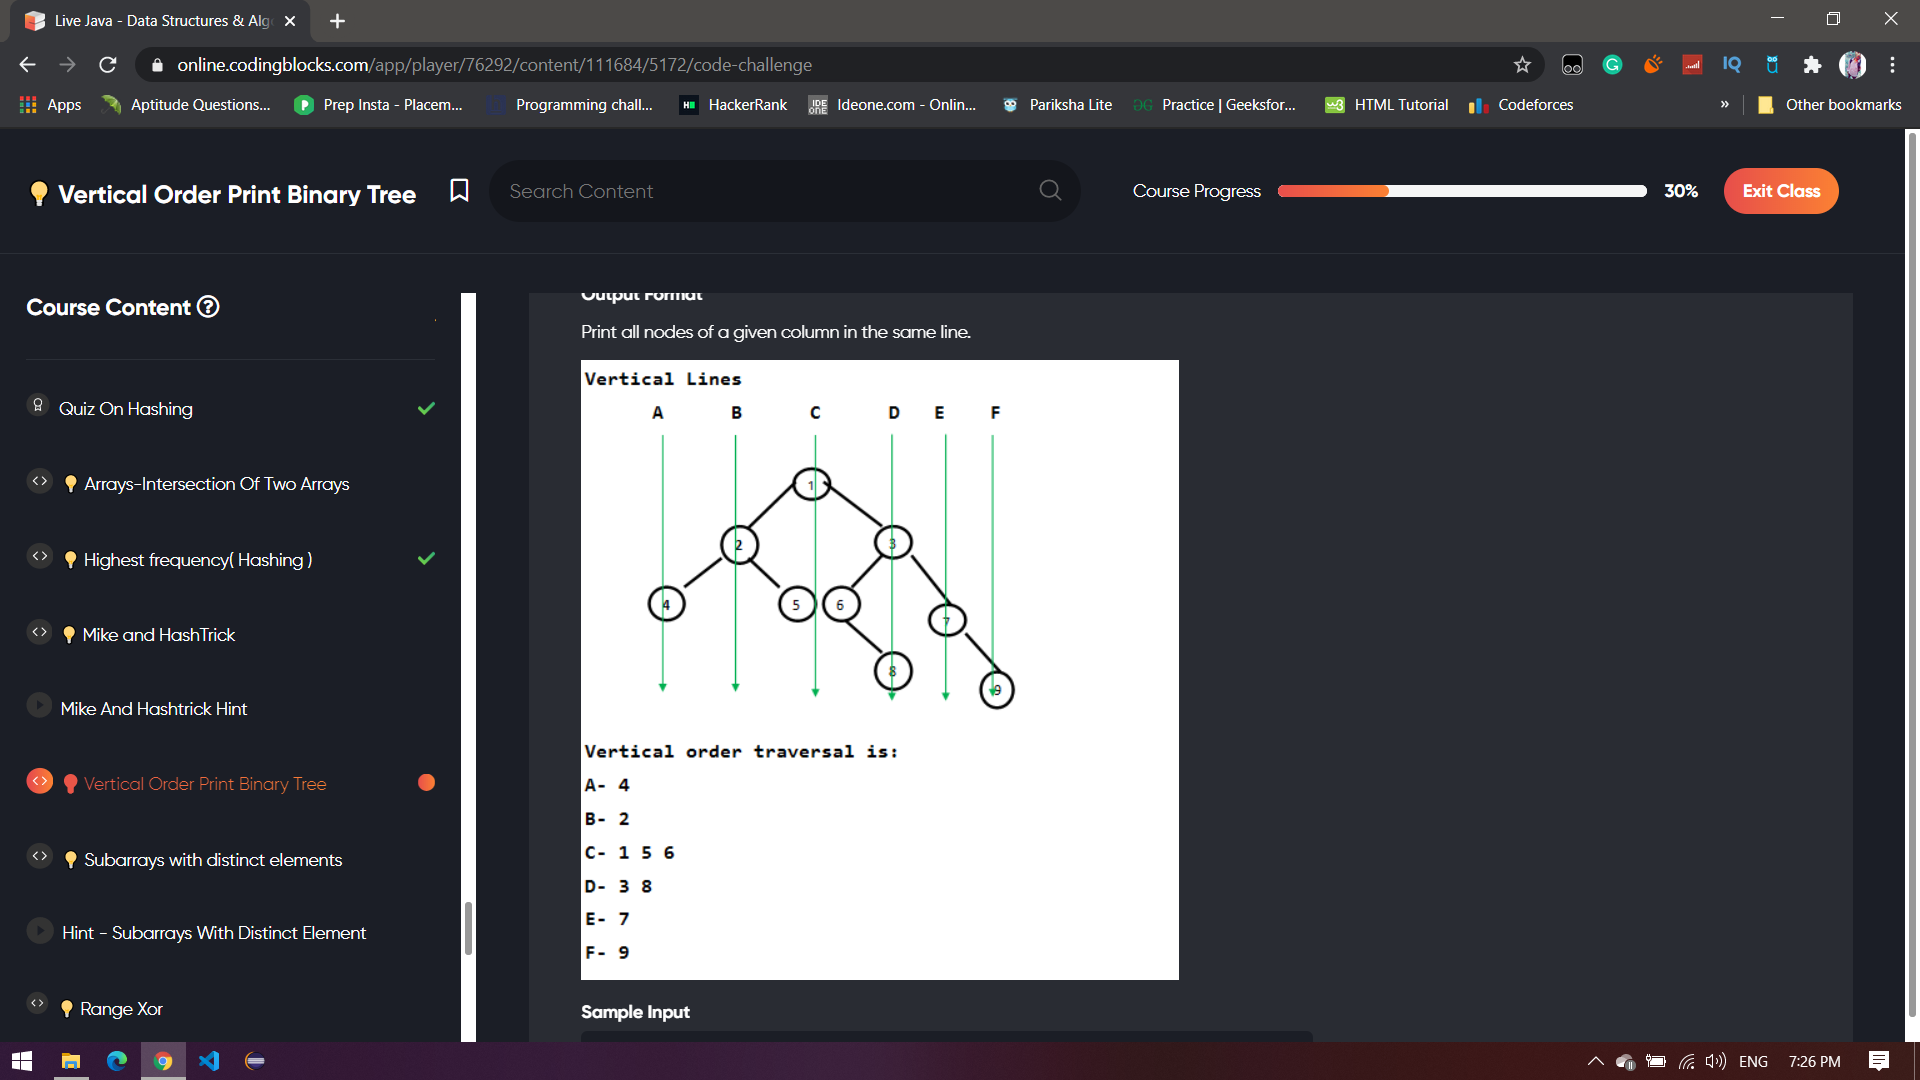 Live Java - Data Structures & Alg
online.codingblocks.com/app/player/76292/content/111684/5172/code-challenge
Apps
Aptitude Questions...
Prep Insta - Placem...
Programming chall...
HackerRank
Ideone.com - Onlin...
Pariksha Lite
Practice | Geeksfor...
HTML Tutorial
Codeforces
»
Other bookmarks
Vertical Order Print Binary Tree
Search Content
Course Progress
30%
Exit Class
Course Content
Quiz On Hashing
Arrays-Intersection Of Two Arrays
Highest frequency( Hashing )
Mike and HashTrick
Mike And Hashtrick Hint
Vertical Order Print Binary Tree
Subarrays with distinct elements
Hint - Subarrays With Distinct Element
Range Xor
Output Format
Print all nodes of a given column in the same line.
Vertical Lines
A B C D E F
1
2 3
4 5 6 7
8 9
Vertical order traversal is:
A- 4
B- 2
C- 1 5 6
D- 3 8
E- 7
F- 9
Sample Input
ENG
7:26 PM